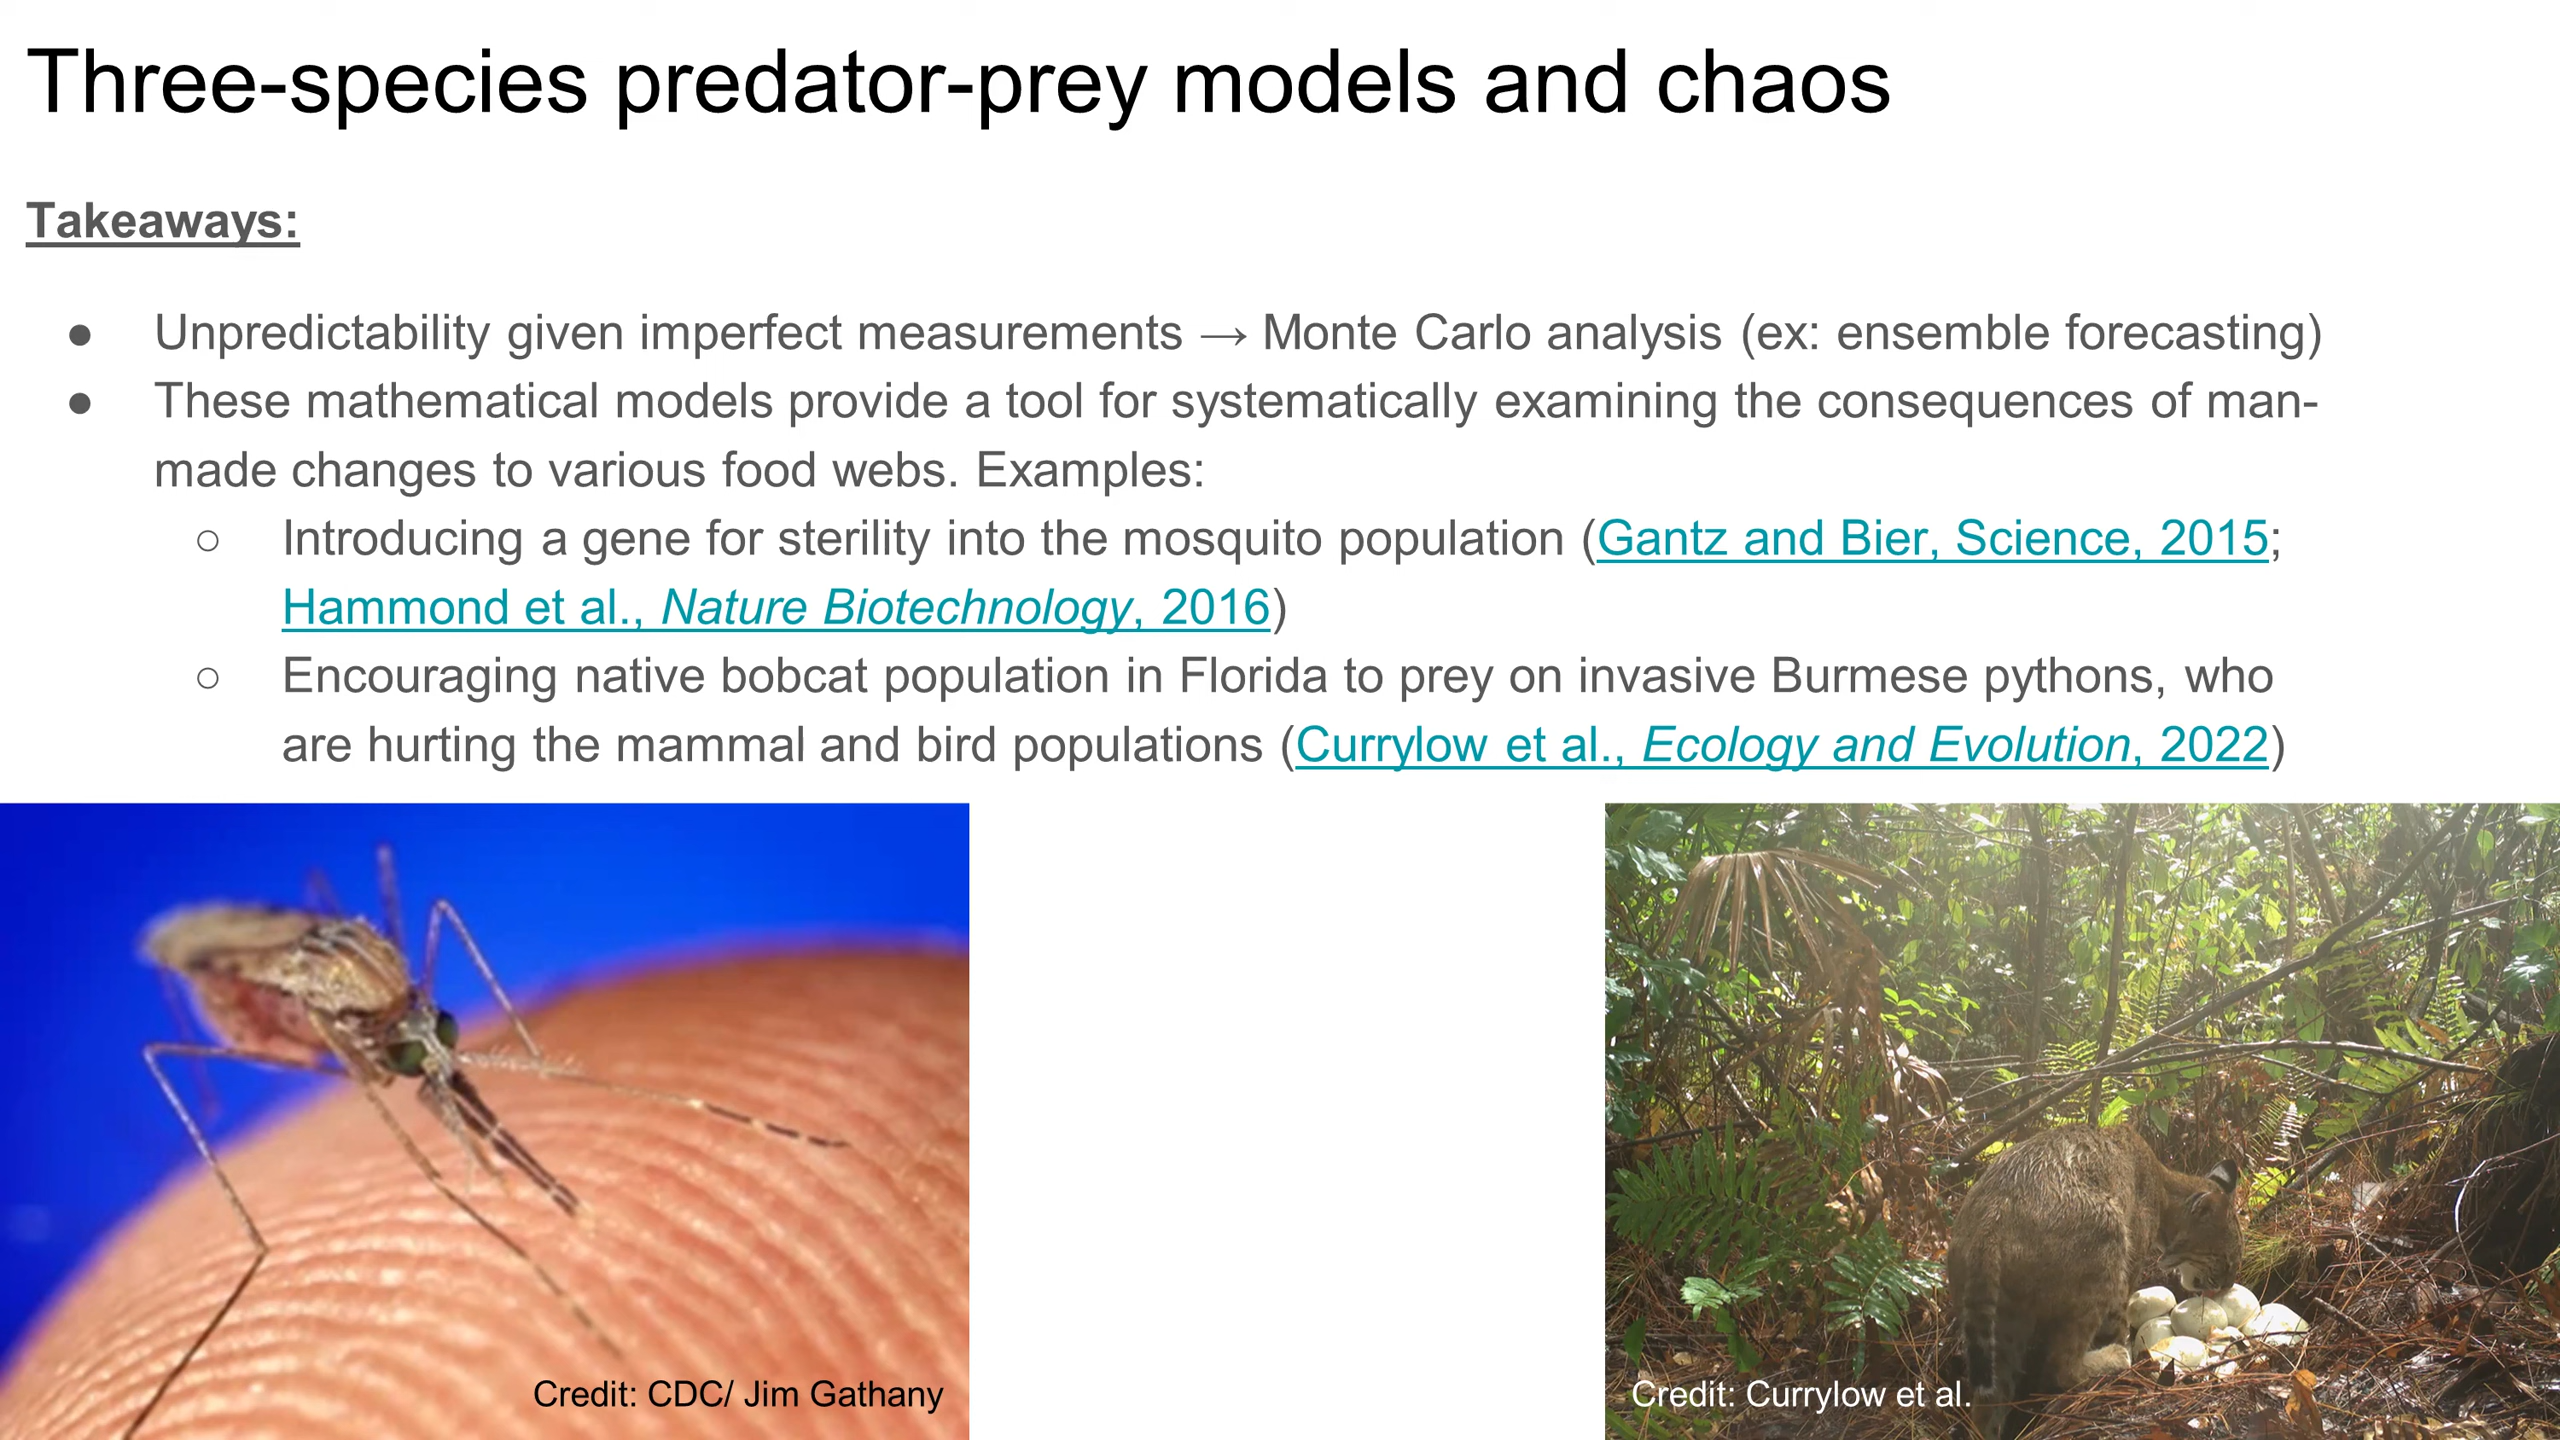 Three-species predator-prey models and chaos
Takeaways:
● Unpredictability given imperfect measurements → Monte Carlo analysis (ex: ensemble forecasting)
● These mathematical models provide a tool for systematically examining the consequences of man-
made changes to various food webs. Examples:
○ Introducing a gene for sterility into the mosquito population (Gantz and Bier, Science, 2015;
Hammond et al., Nature Biotechnology, 2016)
○ Encouraging native bobcat population in Florida to prey on invasive Burmese pythons, who
are hurting the mammal and bird populations (Currylow et al., Ecology and Evolution, 2022)
Credit: CDC/ Jim Gathany
Credit: Currylow et al.